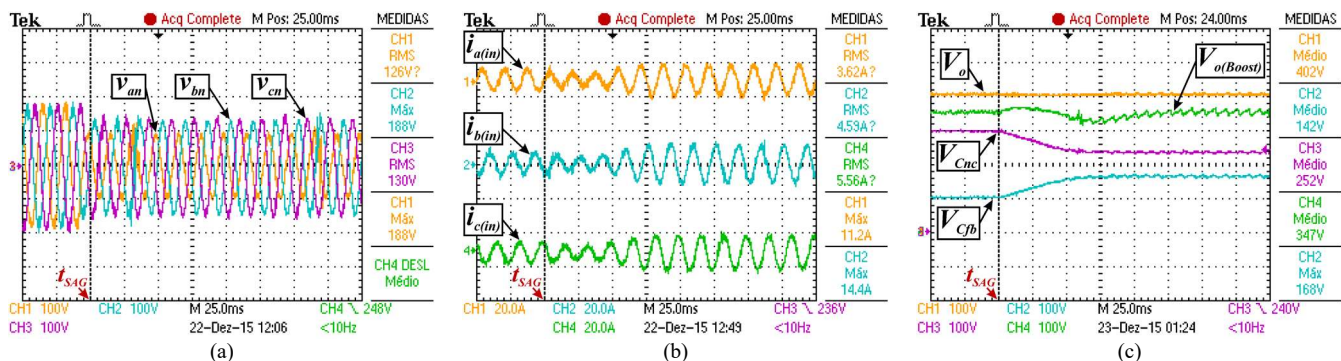 Tek
Acq Complete
M Pos: 25.00ms
MEDIDAS
CH1
RMS
126V?
CH2
Máx
188V
CH3
RMS
130V
CH1
Máx
188V
CH4 DESL
Médio
v_an
v_bn
v_cn
3
t_SAG
CH1 100V
CH2 100V
M 25.0ms
CH4 \ 248V
CH3 100V
22-Dez-15 12:06
<10Hz
(a)
Tek
Acq Complete
M Pos: 25.00ms
MEDIDAS
CH1
RMS
3.62A?
CH2
RMS
4.59A?
CH4
RMS
5.56A?
CH1
Máx
11.2A
CH2
Máx
14.4A
i_a(in)
1
i_b(in)
2
i_c(in)
4
t_SAG
CH1 20.0A
CH2 20.0A
M 25.0ms
CH3 \ 236V
CH4 20.0A
22-Dez-15 12:49
<10Hz
(b)
Tek
Acq Complete
M Pos: 24.00ms
MEDIDAS
CH1
Médio
402V
CH2
Médio
142V
CH3
Médio
252V
CH4
Médio
347V
CH2
Máx
168V
V_o
V_o(Boost)
V_Cnc
V_Cfb
t_SAG
CH1 100V
CH2 100V
M 25.0ms
CH3 \ 240V
CH3 100V
CH4 100V
23-Dez-15 01:24
<10Hz
(c)